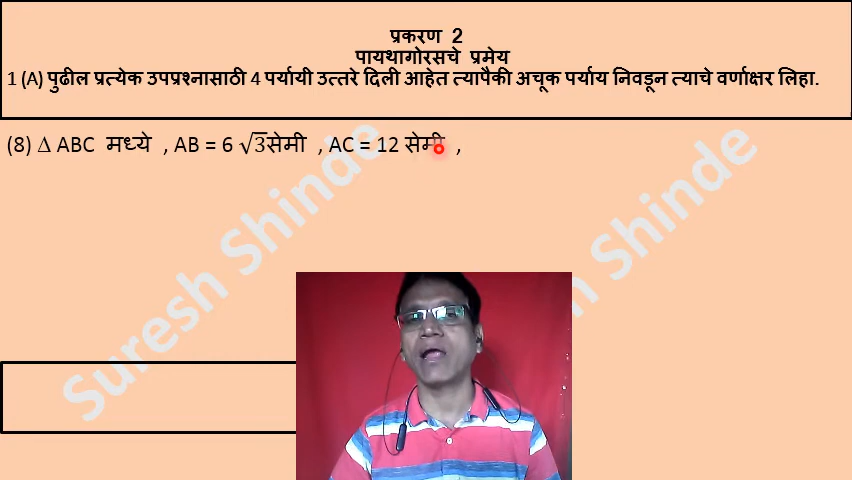 प्रकरण 2
पायथागोरसचे प्रमेय
1 (A) पुढील प्रत्येक उपप्रश्नासाठी 4 पर्यायी उत्तरे दिली आहेत त्यापैकी अचूक पर्याय निवडून त्याचे वर्णाक्षर लिहा.
(8) Δ ABC मध्ये , AB = 6 √3सेमी , AC = 12 सेमी ,
Suresh Shinde
Shinde